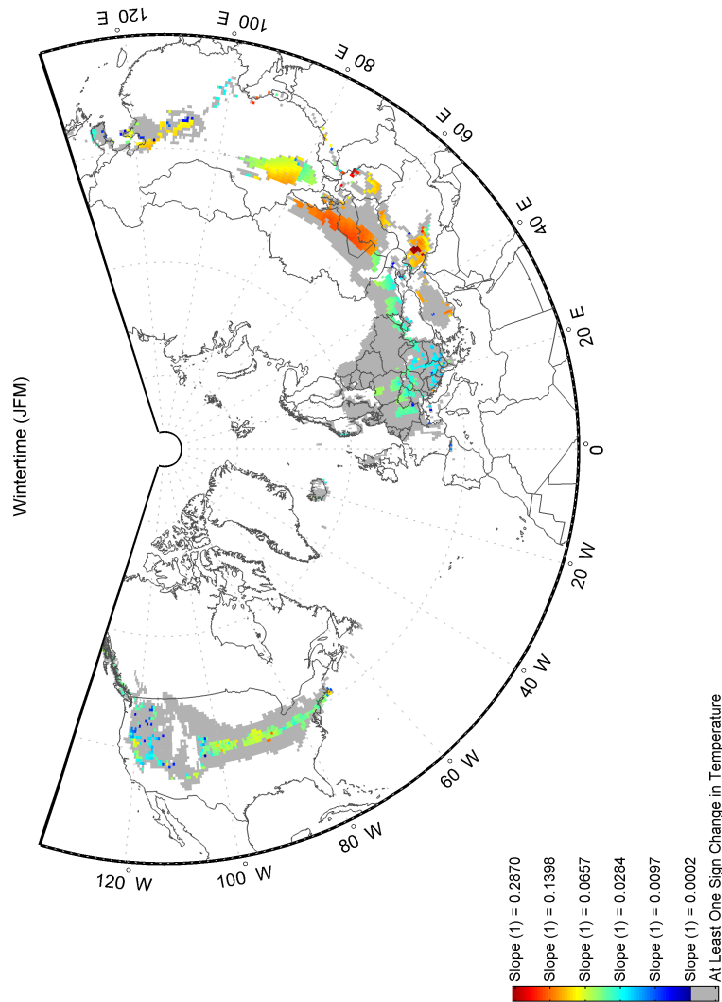 Wintertime (JFM)
120 E
100 E
80 E
60 E
40 E
20 E
0
20 W
40 W
60 W
80 W
100 W
120 W
Slope (1) = 0.2870
Slope (1) = 0.1398
Slope (1) = 0.0657
Slope (1) = 0.0284
Slope (1) = 0.0097
Slope (1) = 0.0002
At Least One Sign Change in Temperature